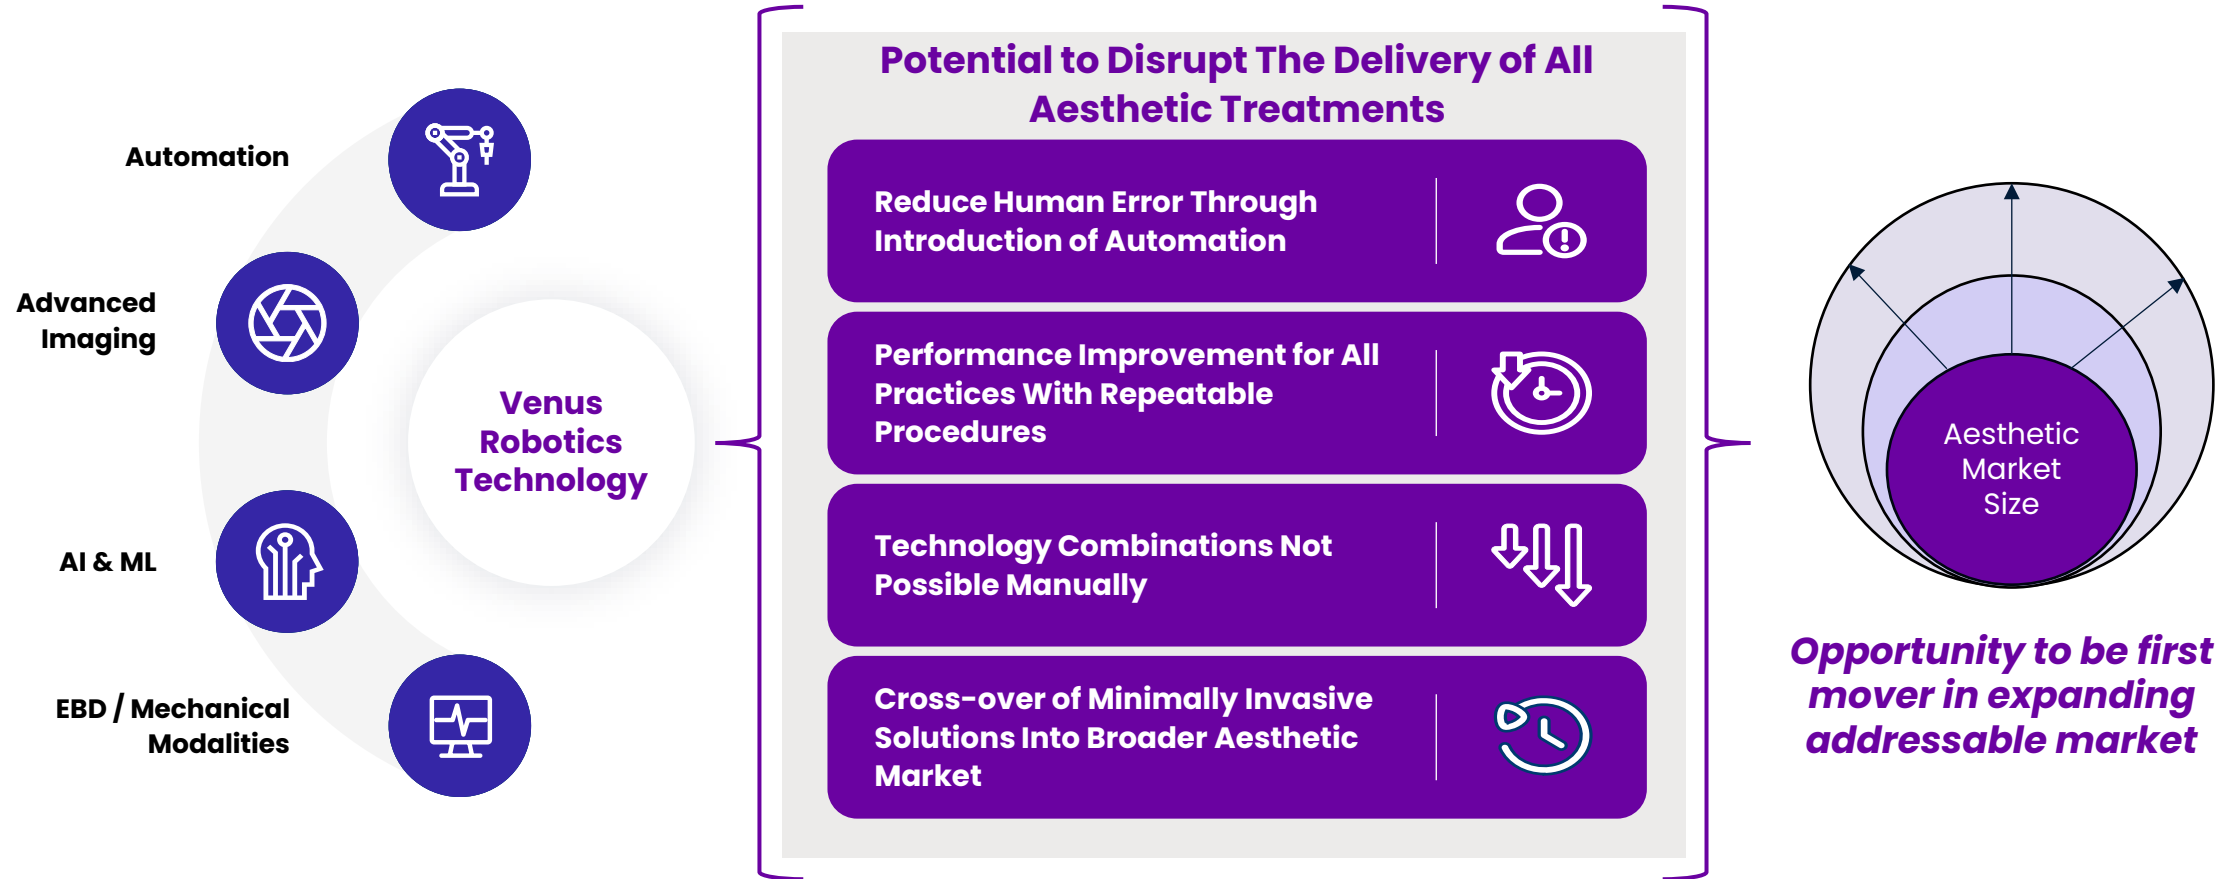 Automation
Advanced
Imaging
AI & ML
EBD / Mechanical
Modalities
Venus
Robotics
Technology
Potential to Disrupt The Delivery of All
Aesthetic Treatments
Reduce Human Error Through
Introduction of Automation
Performance Improvement for All
Practices With Repeatable
Procedures
Technology Combinations Not
Possible Manually
Cross-over of Minimally Invasive
Solutions Into Broader Aesthetic
Market
Aesthetic
Market
Size
Opportunity to be first
mover in expanding
addressable market